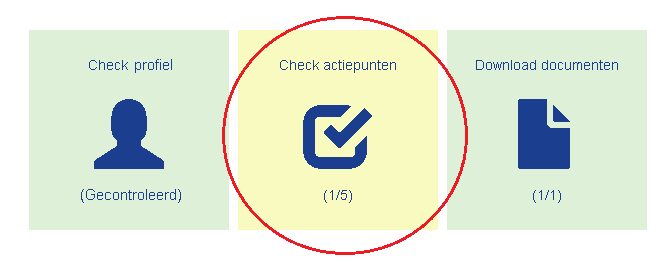 Check profiel
(Gecontroleerd)
Check actiepunten
(1/5)
Download documenten
(1/1)